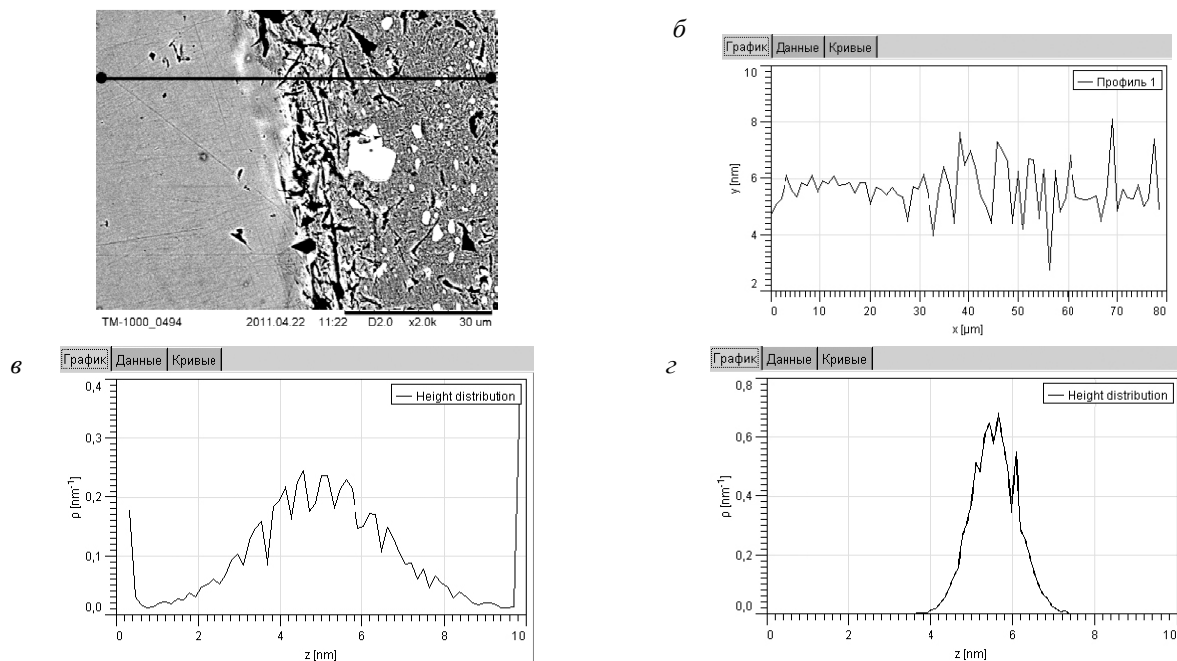 TM-1000_0494 2011.04.22 11:22 D2.0 x2.0k 30 um
б
График Данные Кривые
Профиль 1
10
8
6
4
2
y [nm]
0 10 20 30 40 50 60 70 80
x [µm]
в
График Данные Кривые
Height distribution
0,4
0,3
0,2
0,1
0,0
ρ [nm⁻¹]
0 2 4 6 8 10
z [nm]
г
График Данные Кривые
Height distribution
0,8
0,6
0,4
0,2
0,0
ρ [nm⁻¹]
0 2 4 6 8 10
z [nm]